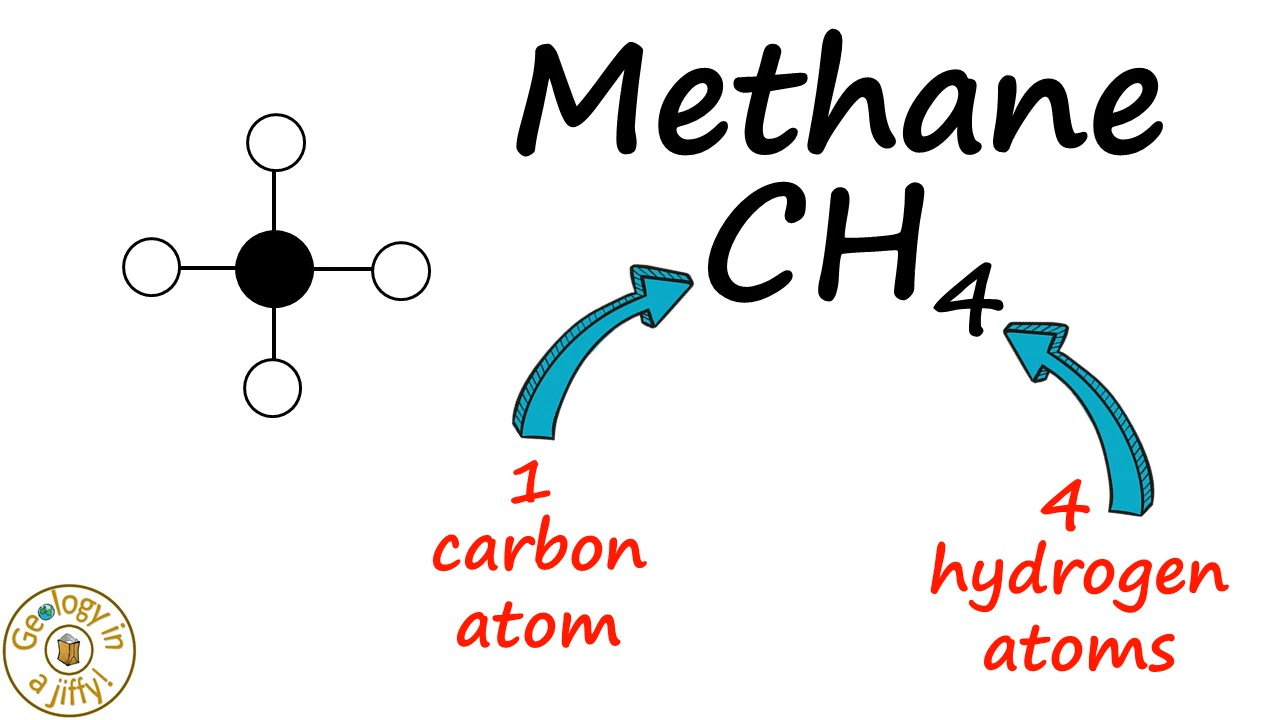 Methane
CH₄
1
carbon
atom
4
hydrogen
atoms
Geology in
a jiffy!